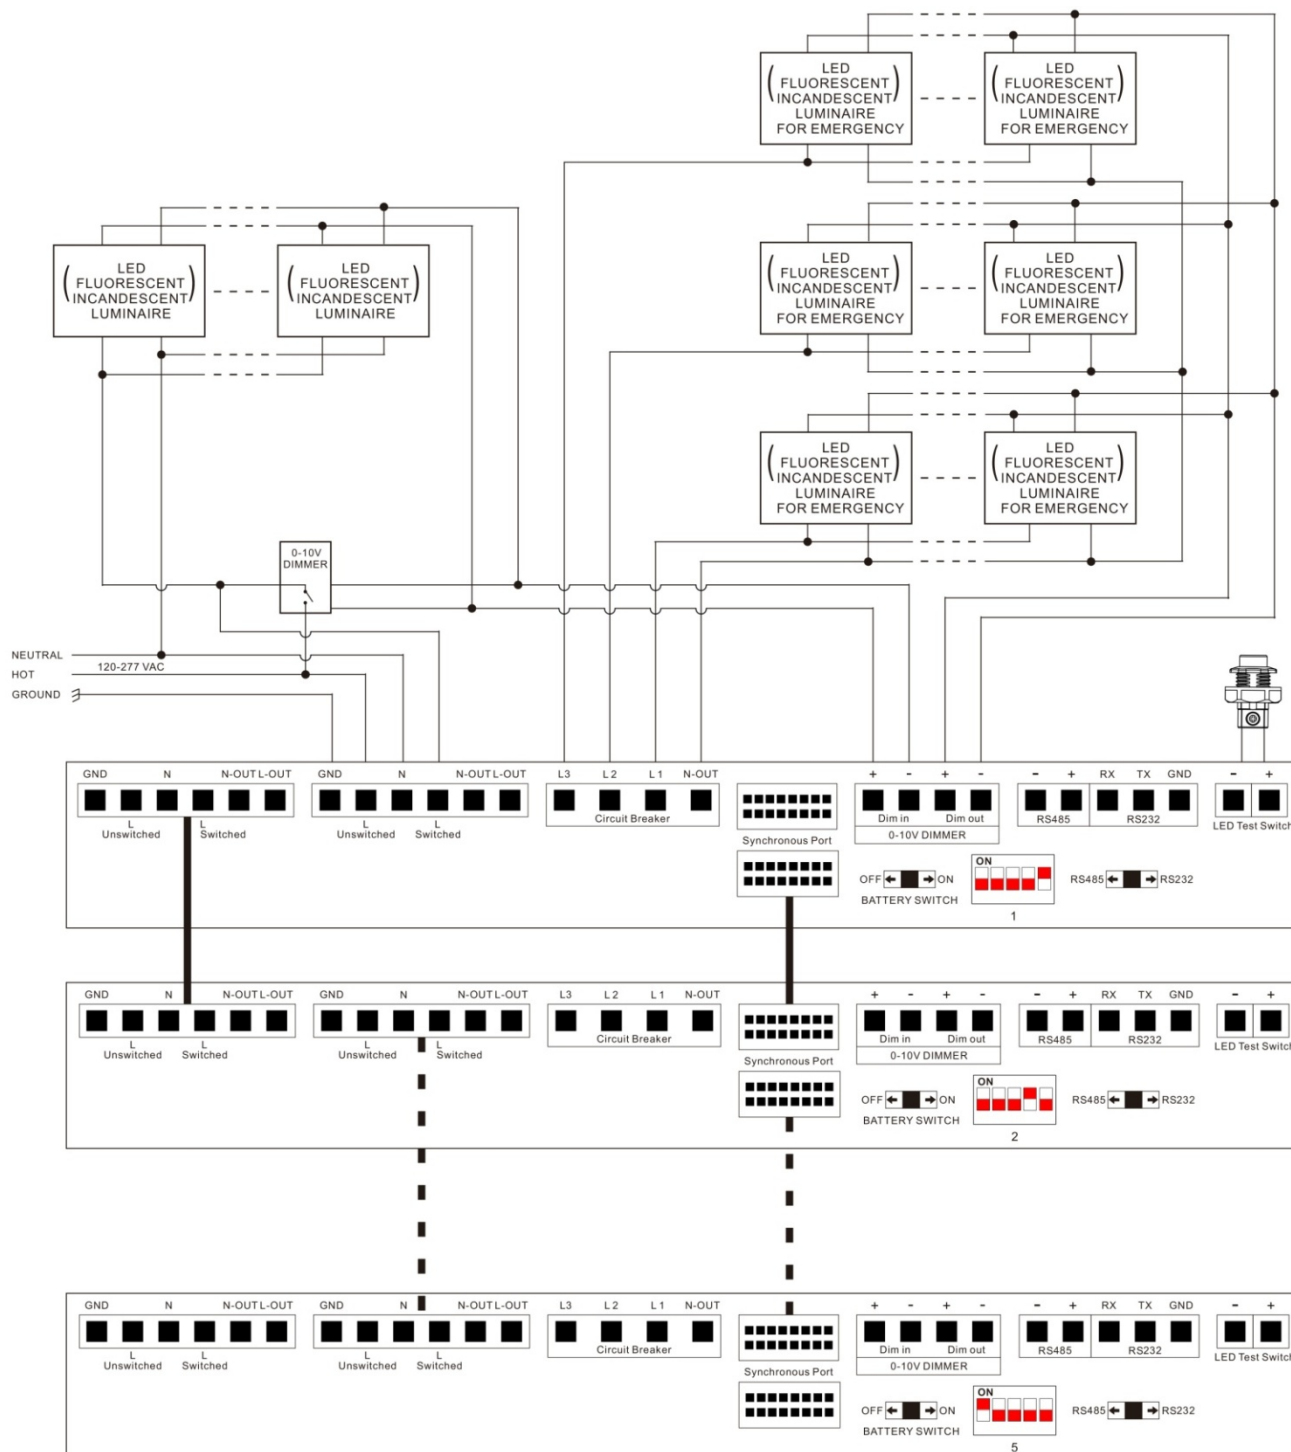 LED
FLUORESCENT
INCANDESCENT
LUMINAIRE
FOR EMERGENCY
LED
FLUORESCENT
INCANDESCENT
LUMINAIRE
FOR EMERGENCY
LED
FLUORESCENT
INCANDESCENT
LUMINAIRE
LED
FLUORESCENT
INCANDESCENT
LUMINAIRE
LED
FLUORESCENT
INCANDESCENT
LUMINAIRE
FOR EMERGENCY
LED
FLUORESCENT
INCANDESCENT
LUMINAIRE
FOR EMERGENCY
LED
FLUORESCENT
INCANDESCENT
LUMINAIRE
FOR EMERGENCY
LED
FLUORESCENT
INCANDESCENT
LUMINAIRE
FOR EMERGENCY
0-10V
DIMMER
NEUTRAL
120-277 VAC
HOT
GROUND
GND N N-OUT L-OUT GND N N-OUT L-OUT L3 L2 L1 N-OUT + - + - - + RX TX GND - +
L L L L
Unswitched Switched Unswitched Switched Circuit Breaker Dim in Dim out RS485 RS232 LED Test Switch
0-10V DIMMER
Synchronous Port
ON
OFF ON RS485 RS232
BATTERY SWITCH
1
GND N N-OUT L-OUT GND N N-OUT L-OUT L3 L2 L1 N-OUT + - + - - + RX TX GND - +
L L L L
Unswitched Switched Unswitched Switched Circuit Breaker Dim in Dim out RS485 RS232 LED Test Switch
0-10V DIMMER
Synchronous Port
ON
OFF ON RS485 RS232
BATTERY SWITCH
2
GND N N-OUT L-OUT GND N N-OUT L-OUT L3 L2 L1 N-OUT + - + - - + RX TX GND - +
L L L L
Unswitched Switched Unswitched Switched Circuit Breaker Dim in Dim out RS485 RS232 LED Test Switch
0-10V DIMMER
Synchronous Port
ON
OFF ON RS485 RS232
BATTERY SWITCH
5